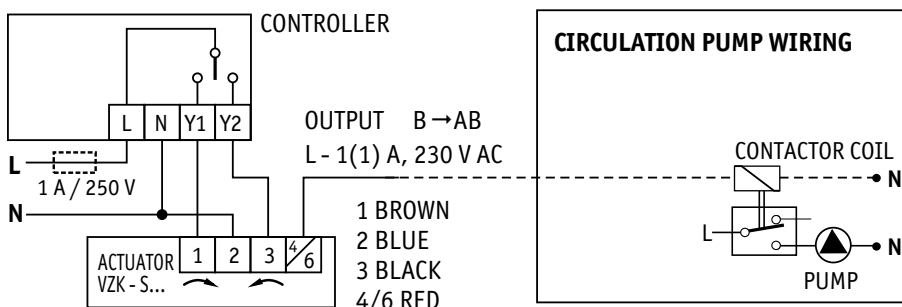 CONTROLLER
L N Y1 Y2
L
1 A / 250 V
N
ACTUATOR
VZK - S...
1 2 3 4/6
OUTPUT B → AB
L - 1(1) A, 230 V AC
1 BROWN
2 BLUE
3 BLACK
4/6 RED
CIRCULATION PUMP WIRING
CONTACTOR COIL
N
L
N
PUMP